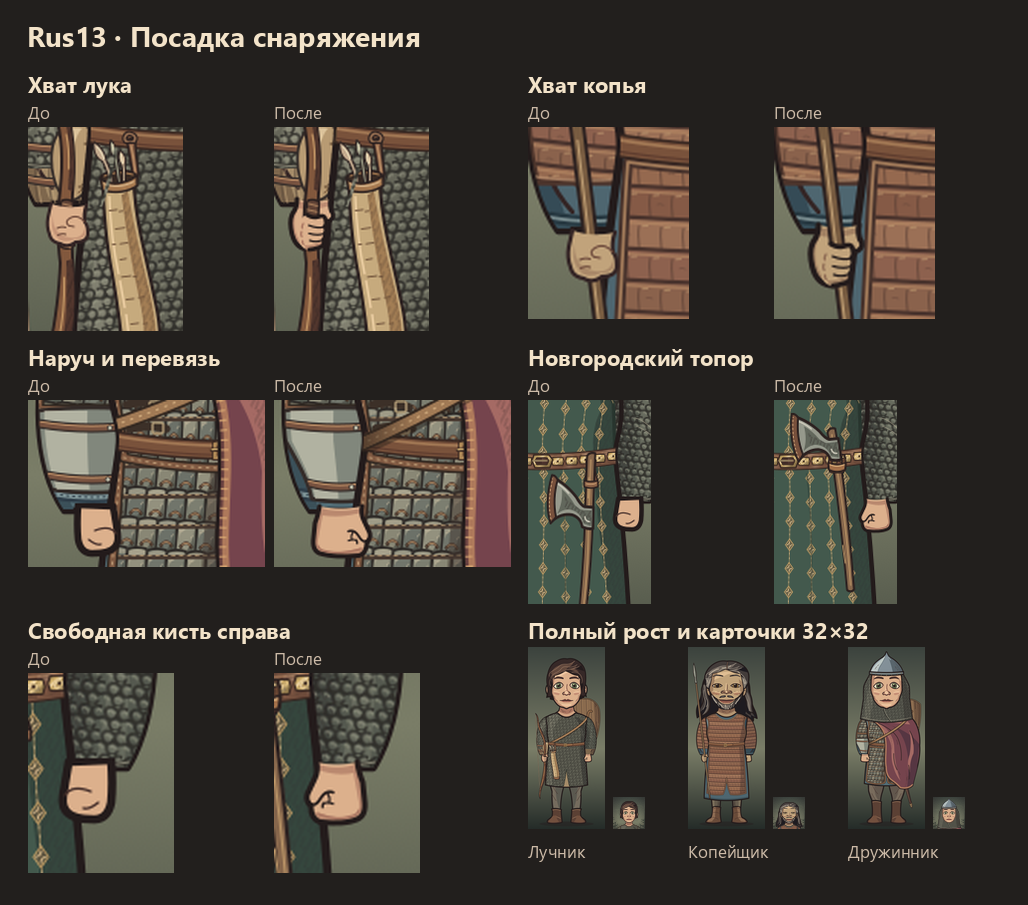 Rus13 · Посадка снаряжения
Хват лука
До
После
Хват копья
До
После
Наруч и перевязь
До
После
Новгородский топор
До
После
Свободная кисть справа
До
После
Полный рост и карточки 32×32
Лучник
Копейщик
Дружинник